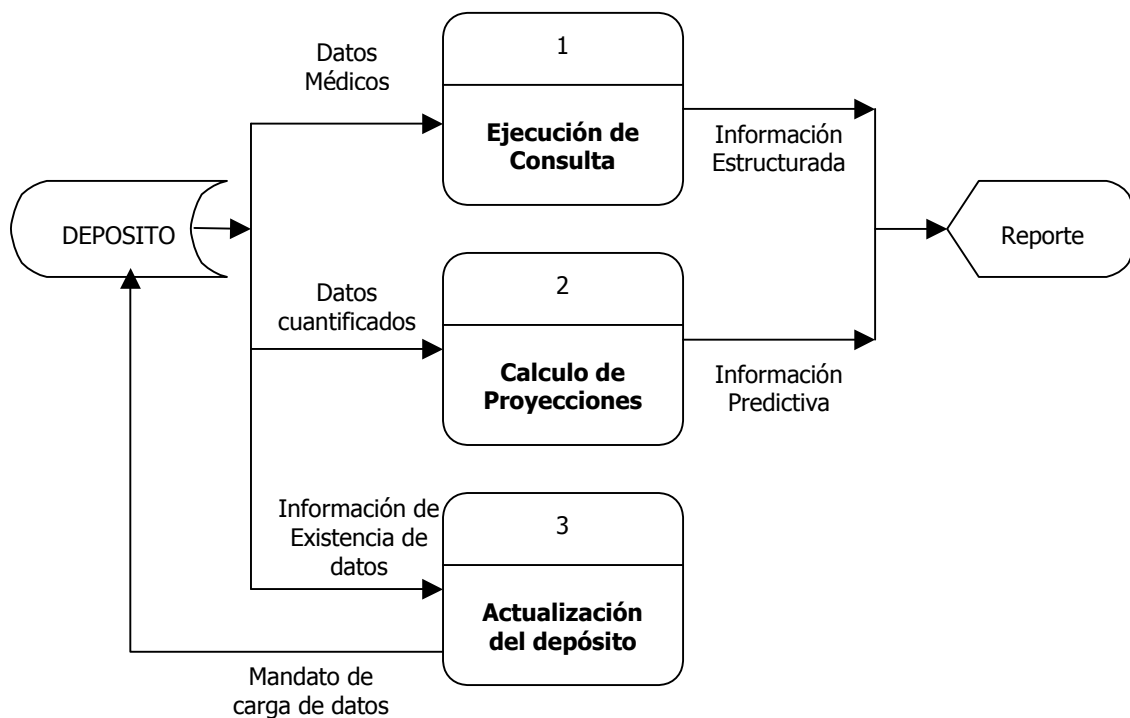 Datos
Médicos
1
Ejecución de
Consulta
Información
Estructurada
DEPOSITO
Reporte
Datos
cuantificados
2
Calculo de
Proyecciones
Información
Predictiva
Información de
Existencia de
datos
3
Actualización
del depósito
Mandato de
carga de datos